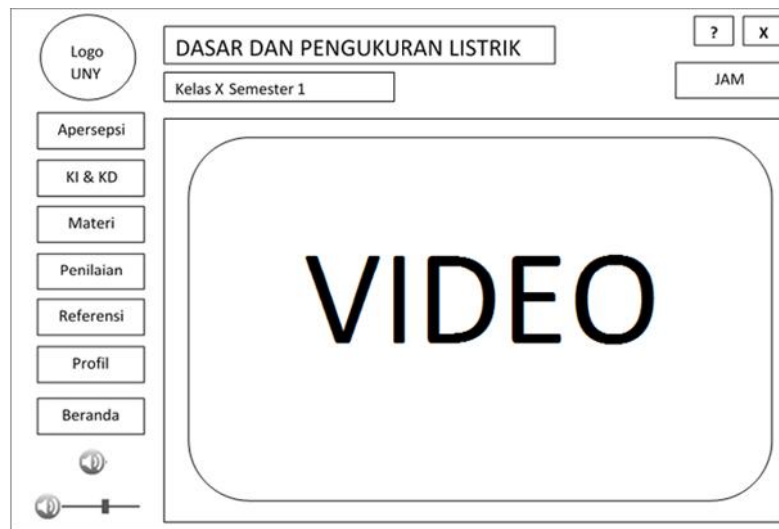 Logo
UNY
DASAR DAN PENGUKURAN LISTRIK
?
X
Kelas X Semester 1
JAM
Apersepsi
KI & KD
Materi
Penilaian
Referensi
Profil
Beranda
VIDEO